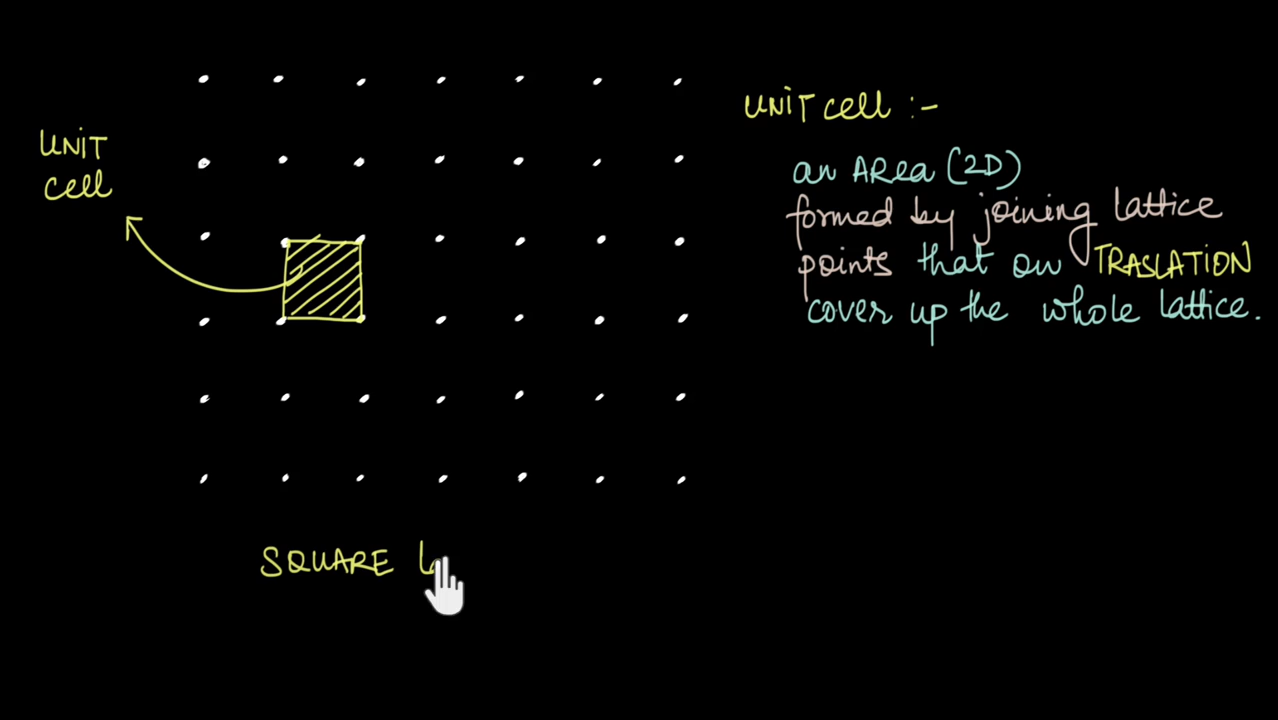 UNIT
cell
UNIT cell :-
an AREA (2D)
formed by joining lattice
points that on TRASLATION
cover up the whole lattice.
SQUARE L